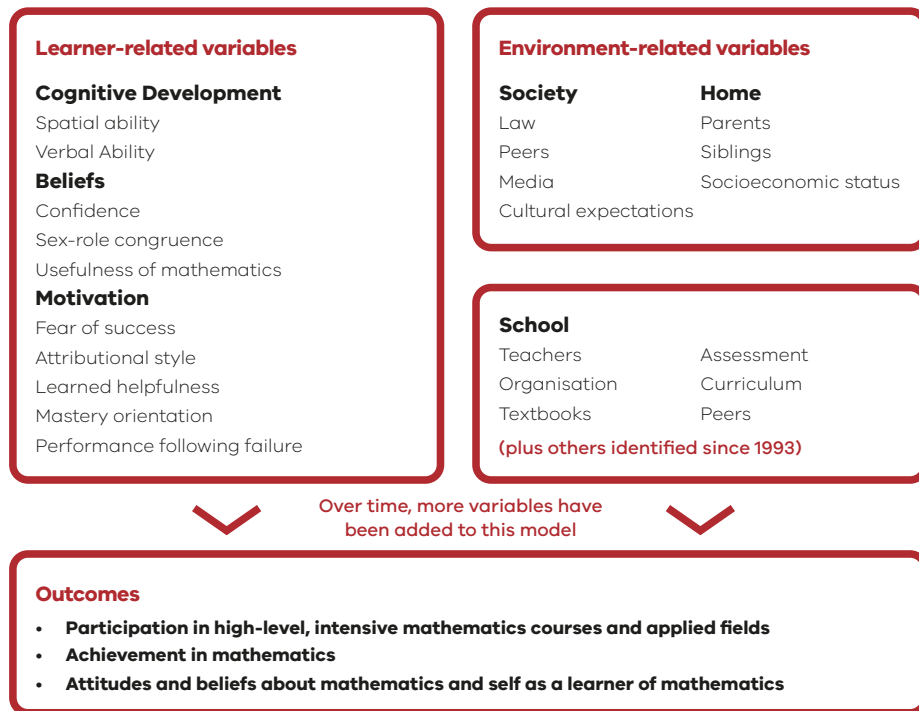 Learner-related variables
Cognitive Development
Spatial ability
Verbal Ability
Beliefs
Confidence
Sex-role congruence
Usefulness of mathematics
Motivation
Fear of success
Attributional style
Learned helpfulness
Mastery orientation
Performance following failure
Environment-related variables
Society
Law
Peers
Media
Cultural expectations
Home
Parents
Siblings
Socioeconomic status
School
Teachers
Organisation
Textbooks
Assessment
Curriculum
Peers
(plus others identified since 1993)
Over time, more variables have
been added to this model
Outcomes
• Participation in high-level, intensive mathematics courses and applied fields
• Achievement in mathematics
• Attitudes and beliefs about mathematics and self as a learner of mathematics